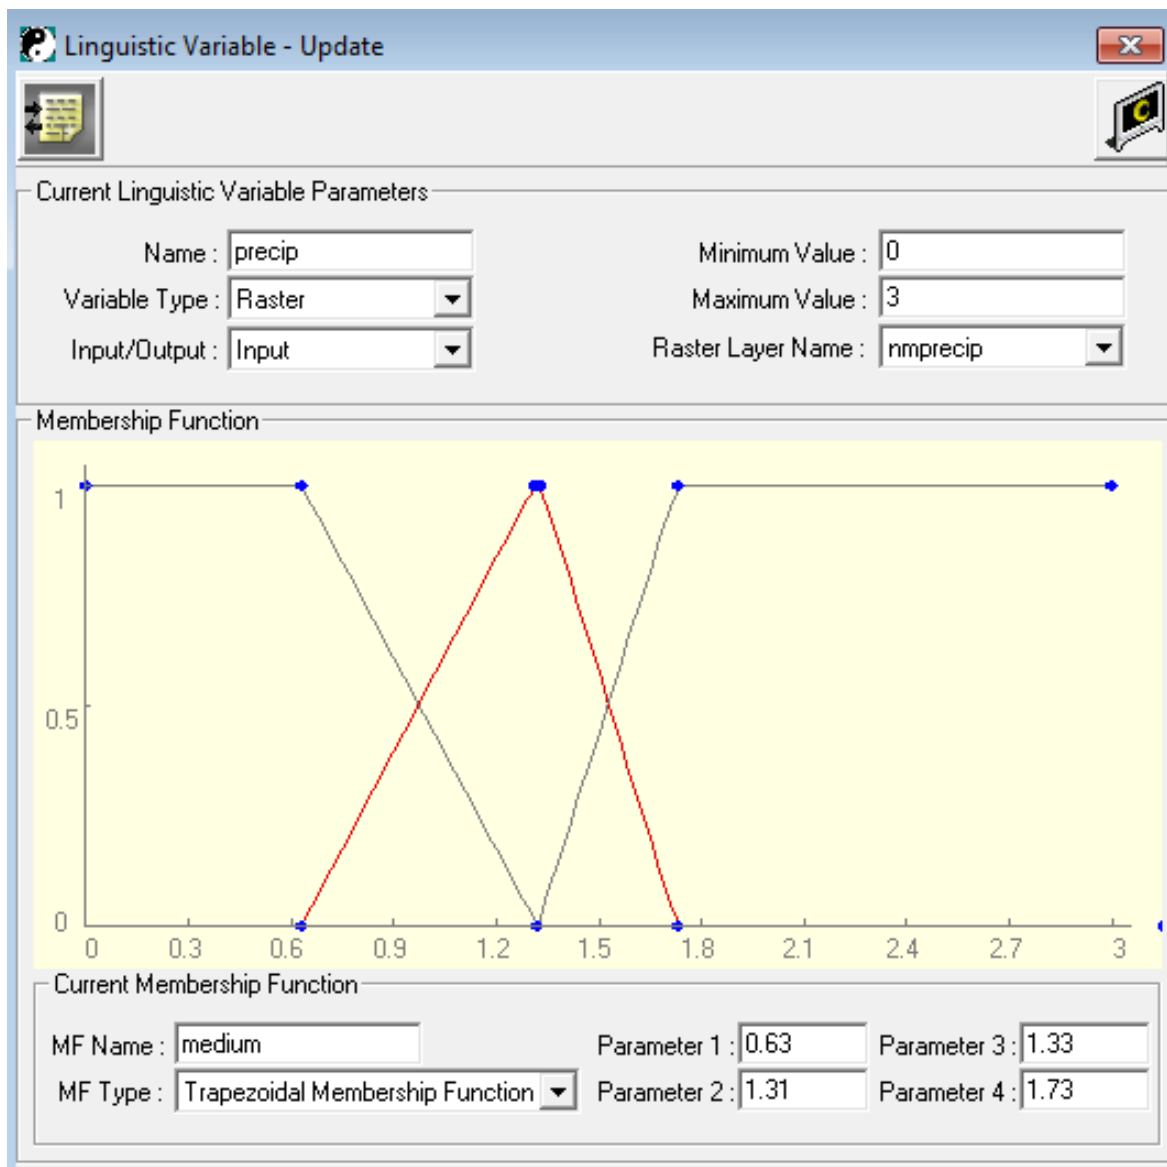 Linguistic Variable - Update
C
Current Linguistic Variable Parameters
Name : precip Minimum Value : 0
Variable Type : Raster Maximum Value : 3
Input/Output : Input Raster Layer Name : nmprecip
Membership Function
1
0.5
0
0 0.3 0.6 0.9 1.2 1.5 1.8 2.1 2.4 2.7 3
Current Membership Function
MF Name : medium Parameter 1 : 0.63 Parameter 3 : 1.33
MF Type : Trapezoidal Membership Function Parameter 2 : 1.31 Parameter 4 : 1.73